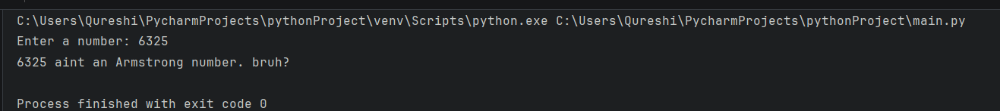 C:\Users\Qureshi\PycharmProjects\pythonProject\venv\Scripts\python.exe C:\Users\Qureshi\PycharmProjects\pythonProject\main.py
Enter a number: 6325
6325 aint an Armstrong number. bruh?
Process finished with exit code 0